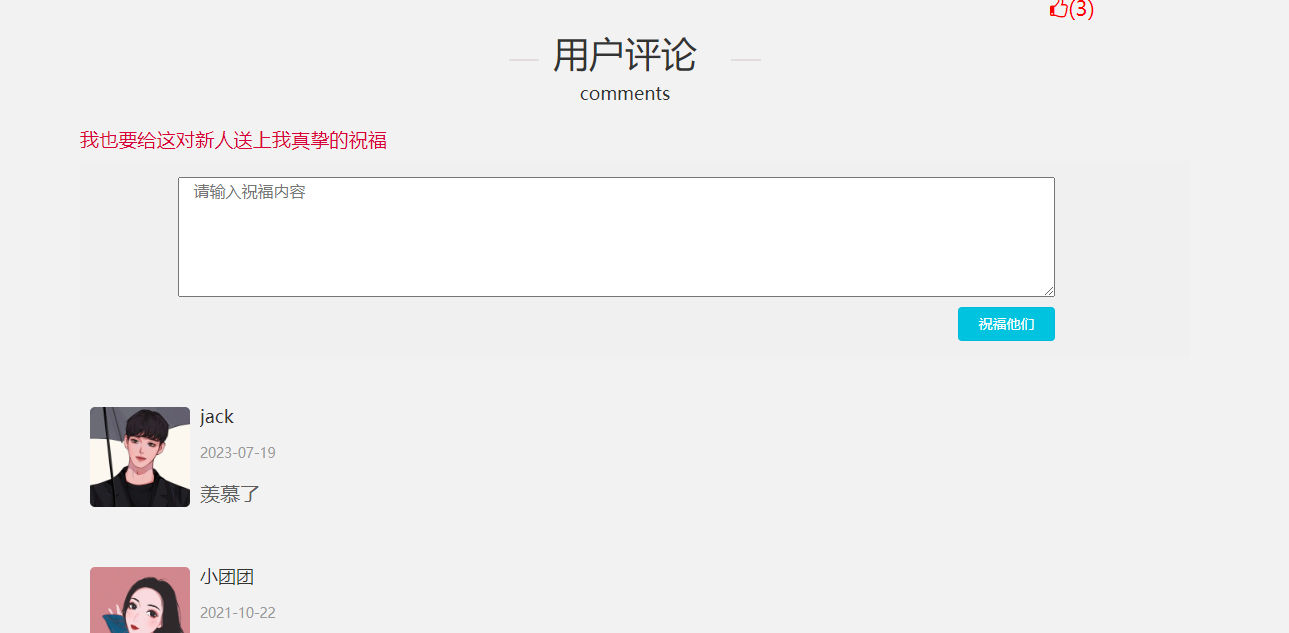 (3)
用户评论
comments
我也要给这对新人送上我真挚的祝福
请输入祝福内容
祝福他们
jack
2023-07-19
羡慕了
小团团
2021-10-22